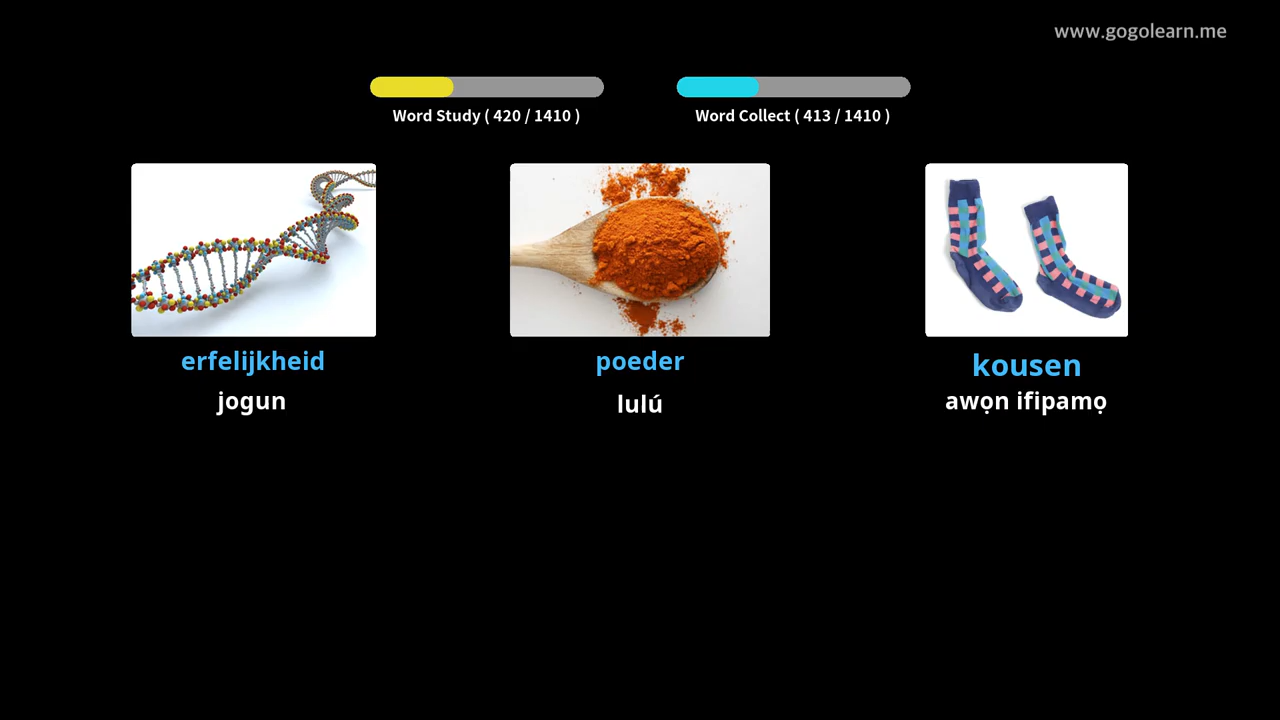 www.gogolearn.me
Word Study ( 420 / 1410 )
Word Collect ( 413 / 1410 )
erfelijkheid
jogun
poeder
lulú
kousen
awọn ifipamọ